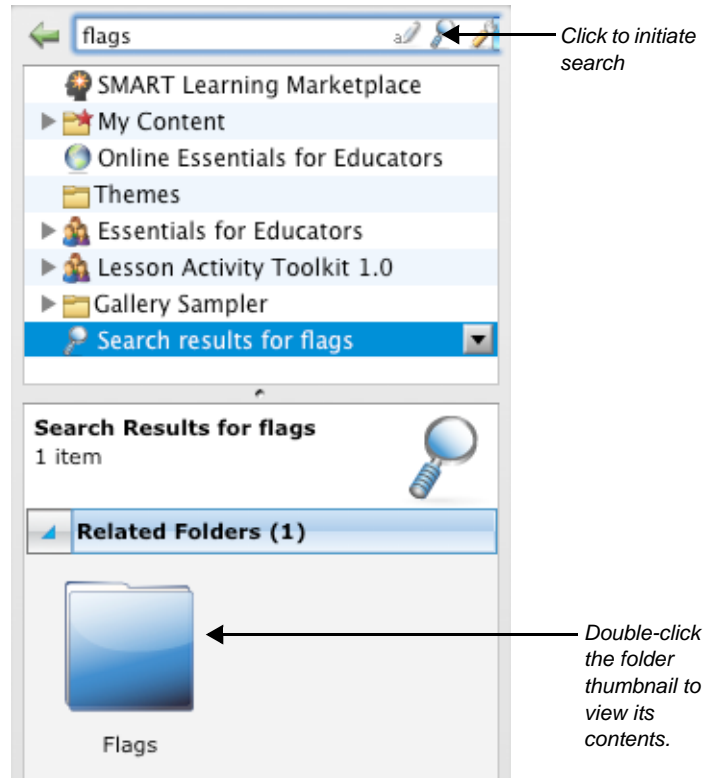 flags
a
Click to initiate
search
SMART Learning Marketplace
My Content
Online Essentials for Educators
Themes
Essentials for Educators
Lesson Activity Toolkit 1.0
Gallery Sampler
Search results for flags
Search Results for flags
1 item
Related Folders (1)
Double-click
the folder
thumbnail to
view its
contents.
Flags